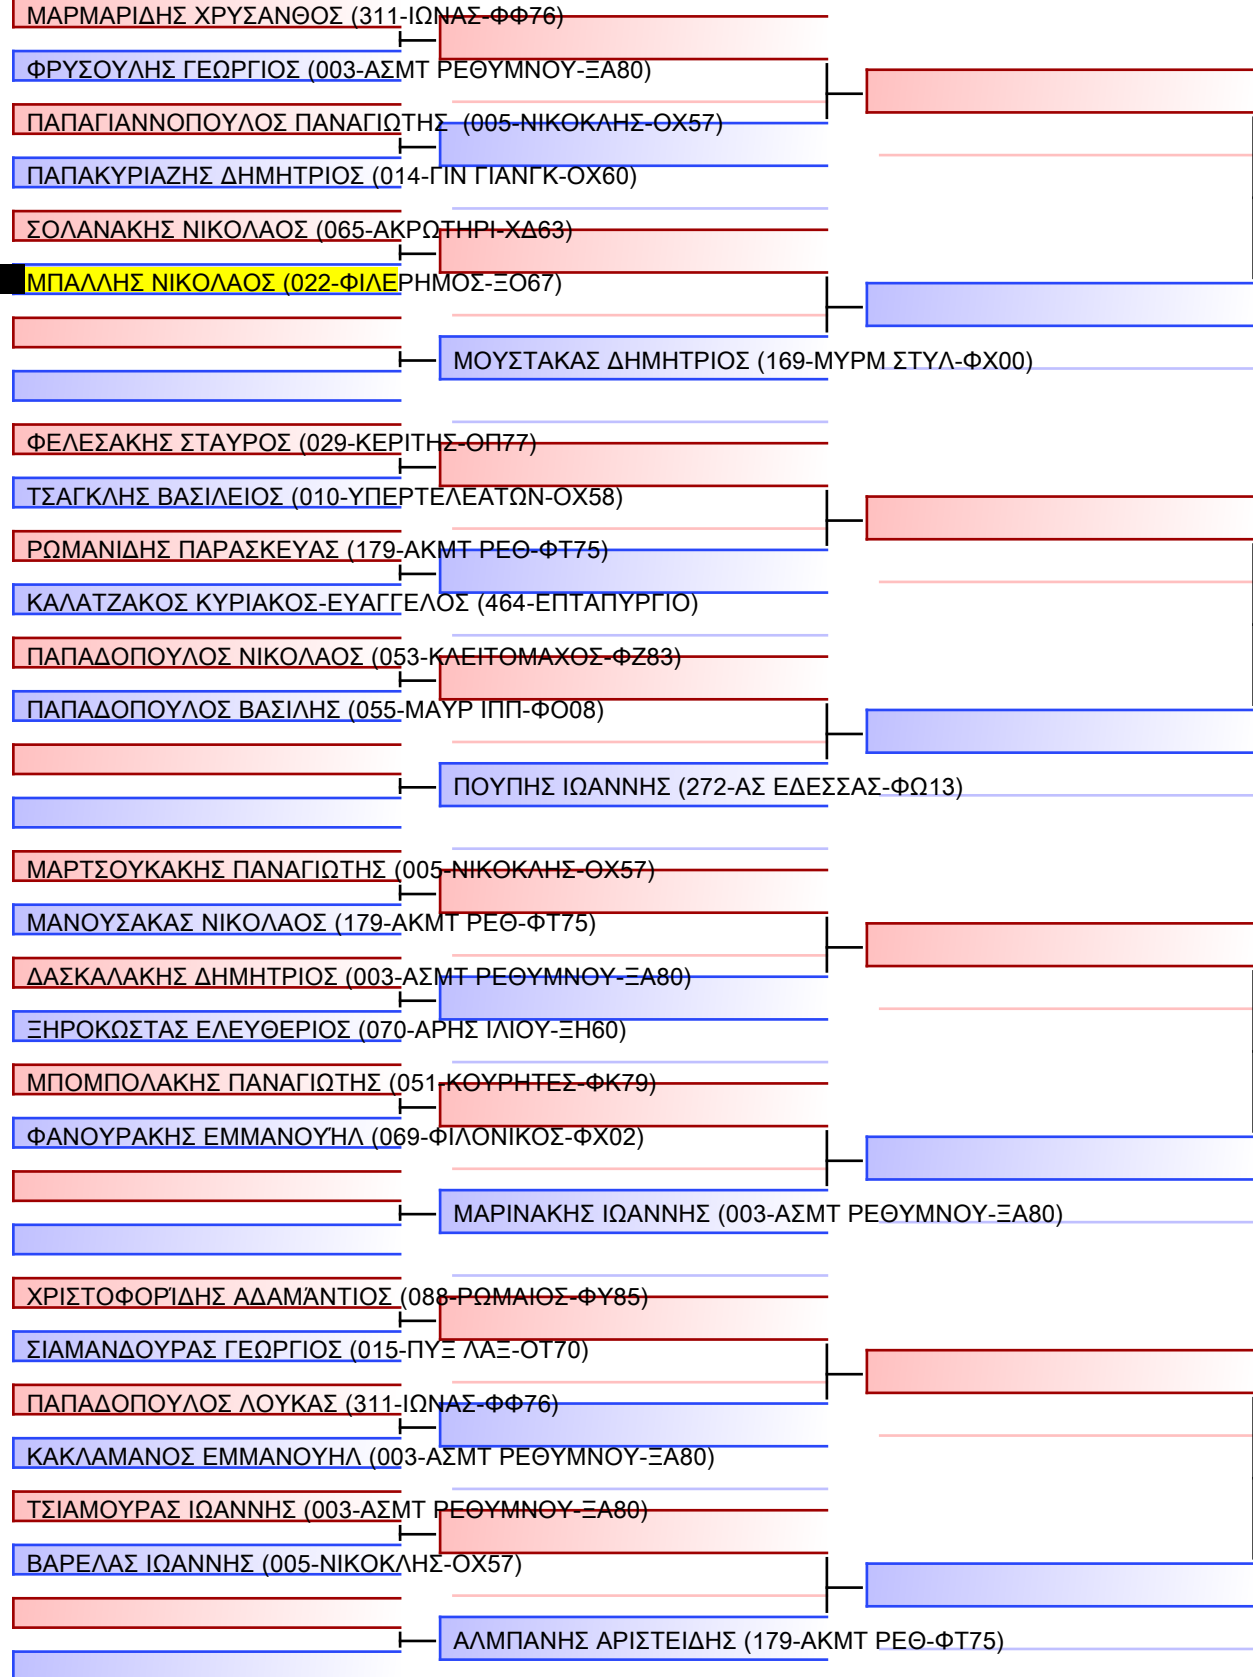 ΜΑΡΜΑΡΙΔΗΣ ΧΡΥΣΑΝΘΟΣ (311-ΙΩΝΑΣ-ΦΦ76)
ΦΡΥΣΟΥΛΗΣ ΓΕΩΡΓΙΟΣ (003-ΑΣΜΤ ΡΕΘΥΜΝΟΥ-ΞΑ80)
ΠΑΠΑΓΙΑΝΝΟΠΟΥΛΟΣ ΠΑΝΑΓΙΩΤΗΣ (005-ΝΙΚΟΚΛΗΣ-ΟΧ57)
ΠΑΠΑΚΥΡΙΑΖΗΣ ΔΗΜΗΤΡΙΟΣ (014-ΓΙΝ ΓΙΑΝΓΚ-ΟΧ60)
ΣΟΛΑΝΑΚΗΣ ΝΙΚΟΛΑΟΣ (065-ΑΚΡΩΤΗΡΙ-ΧΔ63)
ΜΠΑΛΛΗΣ ΝΙΚΟΛΑΟΣ (022-ΦΙΛΕΡΗΜΟΣ-ΞΟ67)
ΜΟΥΣΤΑΚΑΣ ΔΗΜΗΤΡΙΟΣ (169-ΜΥΡΜ ΣΤΥΛ-ΦΧ00)
ΦΕΛΕΣΑΚΗΣ ΣΤΑΥΡΟΣ (029-ΚΕΡΙΤΗΣ-ΟΠ77)
ΤΣΑΓΚΛΗΣ ΒΑΣΙΛΕΙΟΣ (010-ΥΠΕΡΤΕΛΕΑΤΩΝ-ΟΧ58)
ΡΩΜΑΝΙΔΗΣ ΠΑΡΑΣΚΕΥΑΣ (179-ΑΚΜΤ ΡΕΘ-ΦΤ75)
ΚΑΛΑΤΖΑΚΟΣ ΚΥΡΙΑΚΟΣ-ΕΥΑΓΓΕΛΟΣ (464-ΕΠΤΑΠΥΡΓΙΟ)
ΠΑΠΑΔΟΠΟΥΛΟΣ ΝΙΚΟΛΑΟΣ (053-ΚΛΕΙΤΟΜΑΧΟΣ-ΦΖ83)
ΠΑΠΑΔΟΠΟΥΛΟΣ ΒΑΣΙΛΗΣ (055-ΜΑΥΡ ΙΠΠ-ΦΟ08)
ΠΟΥΠΗΣ ΙΩΑΝΝΗΣ (272-ΑΣ ΕΔΕΣΣΑΣ-ΦΩ13)
ΜΑΡΤΣΟΥΚΑΚΗΣ ΠΑΝΑΓΙΩΤΗΣ (005-ΝΙΚΟΚΛΗΣ-ΟΧ57)
ΜΑΝΟΥΣΑΚΑΣ ΝΙΚΟΛΑΟΣ (179-ΑΚΜΤ ΡΕΘ-ΦΤ75)
ΔΑΣΚΑΛΑΚΗΣ ΔΗΜΗΤΡΙΟΣ (003-ΑΣΜΤ ΡΕΘΥΜΝΟΥ-ΞΑ80)
ΞΗΡΟΚΩΣΤΑΣ ΕΛΕΥΘΕΡΙΟΣ (070-ΑΡΗΣ ΙΛΙΟΥ-ΞΗ60)
ΜΠΟΜΠΟΛΑΚΗΣ ΠΑΝΑΓΙΩΤΗΣ (051-ΚΟΥΡΗΤΕΣ-ΦΚ79)
ΦΑΝΟΥΡΑΚΗΣ ΕΜΜΑΝΟΥΉΛ (069-ΦΙΛΟΝΙΚΟΣ-ΦΧ02)
ΜΑΡΙΝΑΚΗΣ ΙΩΑΝΝΗΣ (003-ΑΣΜΤ ΡΕΘΥΜΝΟΥ-ΞΑ80)
ΧΡΙΣΤΟΦΟΡΊΔΗΣ ΑΔΑΜΆΝΤΙΟΣ (088-ΡΩΜΑΙΟΣ-ΦΥ85)
ΣΙΑΜΑΝΔΟΥΡΑΣ ΓΕΩΡΓΙΟΣ (015-ΠΥΞ ΛΑΞ-ΟΤ70)
ΠΑΠΑΔΟΠΟΥΛΟΣ ΛΟΥΚΑΣ (311-ΙΩΝΑΣ-ΦΦ76)
ΚΑΚΛΑΜΑΝΟΣ ΕΜΜΑΝΟΥΗΛ (003-ΑΣΜΤ ΡΕΘΥΜΝΟΥ-ΞΑ80)
ΤΣΙΑΜΟΥΡΑΣ ΙΩΑΝΝΗΣ (003-ΑΣΜΤ ΡΕΘΥΜΝΟΥ-ΞΑ80)
ΒΑΡΕΛΑΣ ΙΩΑΝΝΗΣ (005-ΝΙΚΟΚΛΗΣ-ΟΧ57)
ΑΛΜΠΑΝΗΣ ΑΡΙΣΤΕΙΔΗΣ (179-ΑΚΜΤ ΡΕΘ-ΦΤ75)